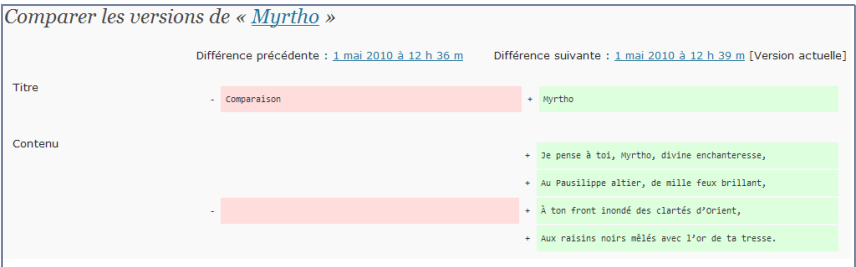 Comparer les versions de « Myrtho »
Différence précédente : 1 mai 2010 à 12 h 36 m Différence suivante : 1 mai 2010 à 12 h 39 m [Version actuelle]
Titre
- Comparaison + Myrtho
Contenu
+ Je pense à toi, Myrtho, divine enchanteresse,
+ Au Pausilippe altier, de mille feux brillant,
- + À ton front inondé des clartés d’Orient,
+ Aux raisins noirs mêlés avec l’or de ta tresse.